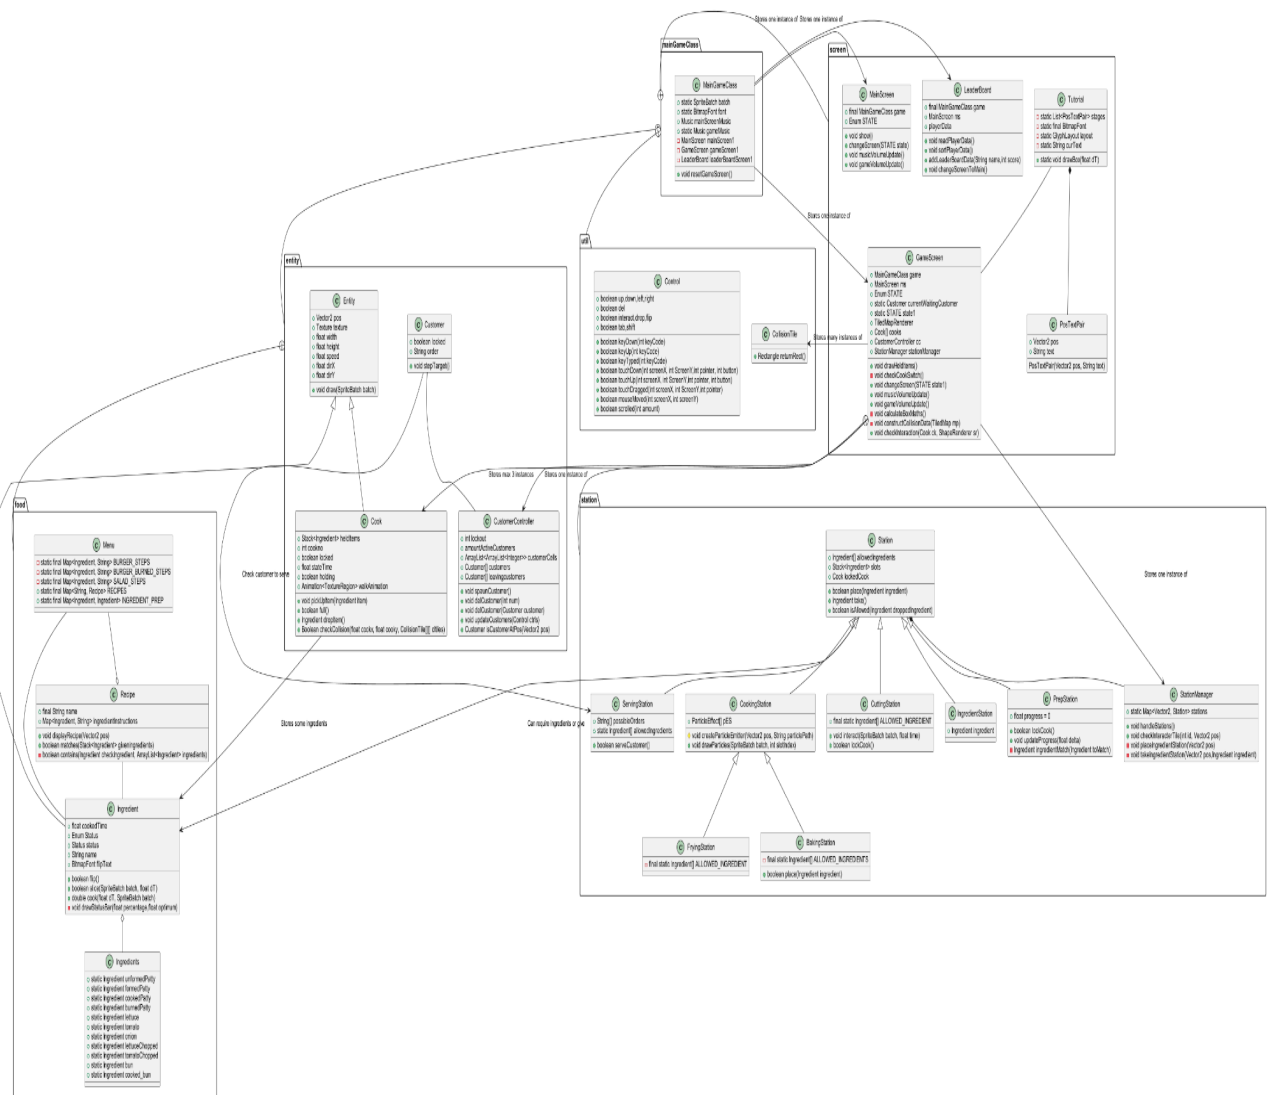 Stores one instance of Stores one instance of
mainGameClass
C MainGameClass
static SpriteBatch batch
static BitmapFont font
Music mainScreenMusic
static Music gameMusic
MainScreen mainScreen1
GameScreen gameScreen1
LeaderBoard leaderBoardScreen1
void resetGameScreen()
screen
C MainScreen
final MainGameClass game
Enum STATE
void show()
changeScreen(STATE state)
void musicVolumeUpdate()
void gameVolumeUpdate()
C LeaderBoard
final MainGameClass game
MainScreen ms
playerData
void readPlayerData()
void sortPlayerData()
addLeaderBoardData(String name,int score)
void changeScreenToMain()
C Tutorial
static List<PosTextPair> stages
static final BitmapFont
static GlyphLayout layout
static String curText
static void drawBox(float dT)
Stores one instance of
C GameScreen
MainGameClass game
MainScreen ms
Enum STATE
static Customer currentWaitingCustomer
static STATE state1
TiledMapRenderer
Cook[] cooks
CustomerController cc
StationManager stationManager
void drawHeldItems()
void checkCookSwitch()
void changeScreen(STATE state1)
void musicVolumeUpdate()
void gameVolumeUpdate()
void calculateBoxMaths()
void constructCollisionData(TiledMap mp)
void checkInteraction(Cook ck, ShapeRenderer sr)
C PosTextPair
Vector2 pos
String text
PosTextPair(Vector2 pos, String text)
util
C Control
boolean up,down,left,right
boolean del
boolean interact,drop,flip
boolean tab,shift
boolean keyDown(int keyCode)
boolean keyUp(int keyCode)
boolean keyTyped(int keyCode)
boolean touchDown(int screenX, int ScreenY,int pointer, int button)
boolean touchUp(int screenX, int ScreenY,int pointer, int button)
boolean touchDragged(int screenX, int ScreenY,int pointer)
boolean mouseMoved(int screenX, int screenY)
boolean scrolled(int amount)
C CollisionTile
Rectangle returnRect()
Stores many instances of
entity
C Entity
Vector2 pos
Texture texture
float width
float height
float speed
float dirX
float dirY
void draw(SpriteBatch batch)
C Customer
boolean locked
String order
void stepTarget()
Stores max 3 instances Stores one instance of
C Cook
Stack<Ingredient> heldItems
int cookno
boolean locked
float stateTime
boolean holding
Animation<TextureRegion> walkAnimation
void pickUpItem(Ingredient item)
boolean full()
Ingredient dropItem()
Boolean checkCollision(float cookx, float cooky, CollisionTile[][] cltiles)
C CustomerController
int lockout
amountActiveCustomers
ArrayList<ArrayList<Integer>> customerCells
Customer[] customers
Customer[] leavingcustomers
void spawnCustomer()
void delCustomer(int num)
void delCustomer(Customer customer)
void updateCustomers(Control ctrls)
Customer isCustomerAtPos(Vector2 pos)
Check customer to serve
food
C Menu
static final Map<Ingredient, String> BURGER_STEPS
static final Map<Ingredient, String> BURGER_BURNED_STEPS
static final Map<Ingredient, String> SALAD_STEPS
static final Map<String, Recipe> RECIPES
static final Map<Ingredient, Ingredient> INGREDIENT_PREP
C Recipe
final String name
Map<Ingredient, String> ingredientInstructions
void displayRecipe(Vector2 pos)
boolean matches(Stack<Ingredient> givenIngredients)
boolean contains(Ingredient checkIngredient, ArrayList<Ingredient> ingredients)
Stores some ingredients
C Ingredient
float cookedTime
Enum Status
Status status
String name
BitmapFont flipText
boolean flip()
boolean slice(SpriteBatch batch, float dT)
double cook(float dT, SpriteBatch batch)
void drawStatusBar(float percentage,float optimum)
C Ingredients
static Ingredient unformedPatty
static Ingredient formedPatty
static Ingredient cookedPatty
static Ingredient burnedPatty
static Ingredient lettuce
static Ingredient tomato
static Ingredient onion
static Ingredient lettuceChopped
static Ingredient tomatoChopped
static Ingredient bun
static Ingredient cooked_bun
station
C Station
Ingredient[] allowedIngredients
Stack<Ingredient> slots
Cook lockedCook
boolean place(Ingredient ingredient)
Ingredient take()
boolean isAllowed(Ingredient droppedIngredient)
Stores one instance of
Can require ingredients or give
C ServingStation
String[] possibleOrders
static Ingredient[] allowedIngredients
boolean serveCustomer()
C CookingStation
ParticleEffect[] pES
void createParticleEmitter(Vector2 pos, String particlePath)
void drawParticles(SpriteBatch batch, int slotIndex)
C CuttingStation
final static Ingredient[] ALLOWED_INGREDIENT
void interact(SpriteBatch batch, float time)
boolean lockCook()
C IngredientStation
Ingredient ingredient
C PrepStation
float progress = 0
boolean lockCook()
void updateProgress(float delta)
Ingredient ingredientMatch(Ingredient toMatch)
C StationManager
static Map<Vector2, Station> stations
void handleStations()
void checkInteractedTile(int id, Vector2 pos)
void placeIngredientStation(Vector2 pos)
void takeIngredientStation(Vector2 pos,Ingredient ingredient)
C FryingStation
final static Ingredient[] ALLOWED_INGREDIENT
C BakingStation
final static Ingredient[] ALLOWED_INGREDIENTS
boolean place(Ingredient ingredient)